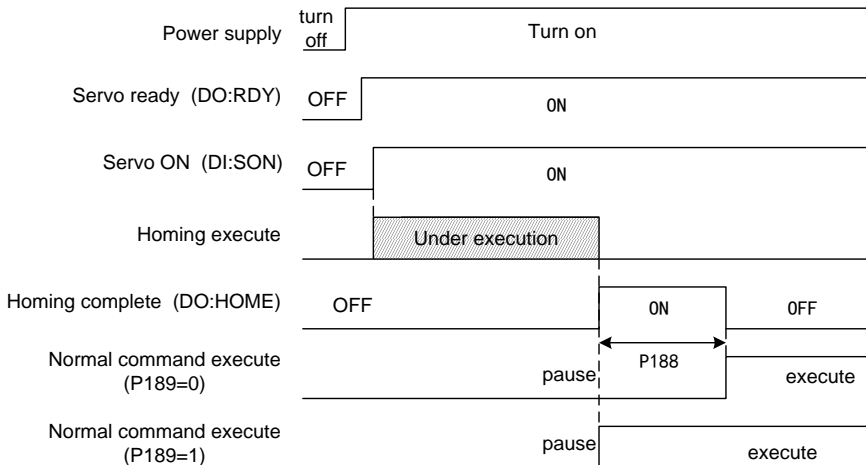 Power supply turn off Turn on
Servo ready (DO:RDY) OFF ON
Servo ON (DI:SON) OFF ON
Homing execute Under execution
Homing complete (DO:HOME) OFF ON OFF
P188
Normal command execute (P189=0) pause execute
Normal command execute (P189=1) pause execute